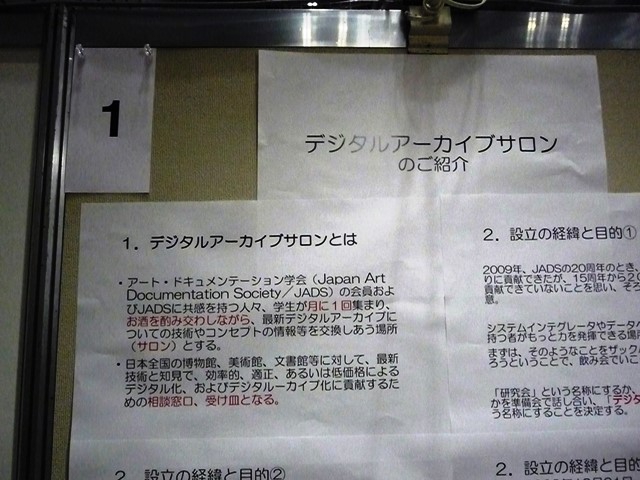 1
デジタルアーカイブサロン
のご紹介
1. デジタルアーカイブサロンとは
・アート・ドキュメンテーション学会（Japan Art
Documentation Society／JADS）の会員およ
びJADSに共感を持つ人々、学生が月に１回集まり、
お酒を酌み交わしながら、最新デジタルアーカイブに
ついての技術やコンセプトの情報等を交換しあう場所
（サロン）とする。
・日本全国の博物館、美術館、文書館等に対して、最新
技術と知見で、効率的、適正、あるいは低価格による
デジタル化、およびデジタルーカイブ化に貢献するた
めの相談窓口、受け皿となる。
2. 設立の経緯と目的①
2009年、JADSの20周年のとき、
りに貢献できたが、15周年から2
貢献できていないことを思い、そろ
意。
システムインテグレータやデータ
持つ者がもっと力を発揮できる場
まずは、そのようなことをザック
ろうということで、飲み会でいこ
「研究会」という名称にするか、
かを準備会で話し合い、「デジタ
う名称にすることを決定する。
2. 設立の経緯と目的②
2. 設立の経緯と目的